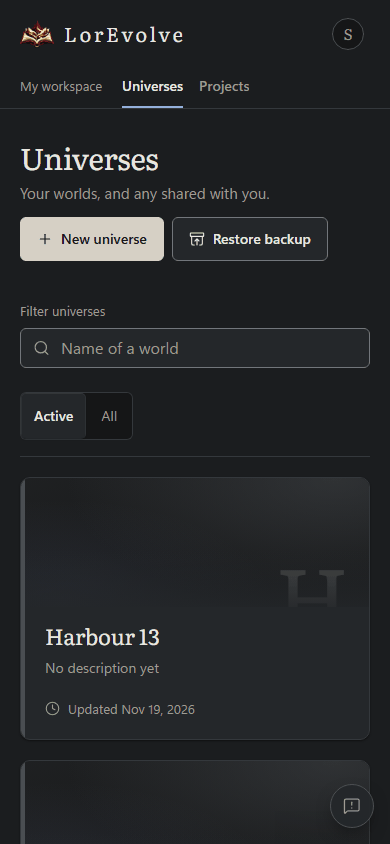 LorEvolve
S
My workspace
Universes
Projects
Universes
Your worlds, and any shared with you.
New universe
Restore backup
Filter universes
Name of a world
Active
All
H
Harbour 13
No description yet
Updated Nov 19, 2026